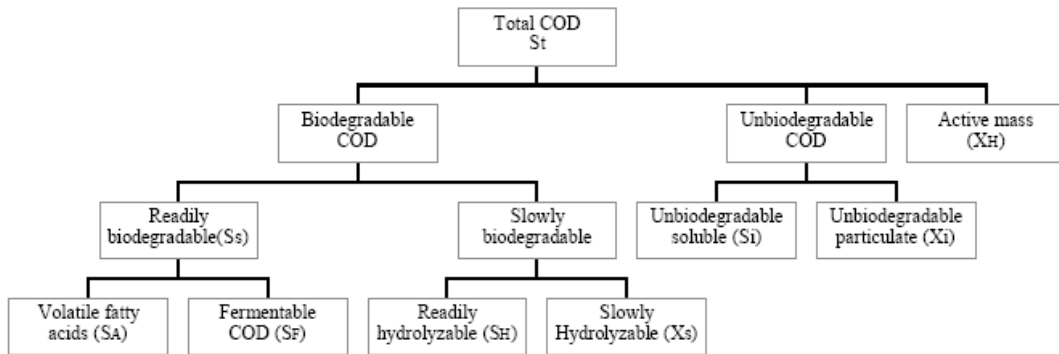 Total COD
St
Biodegradable
COD
Unbiodegradable
COD
Active mass
(XH)
Readily
biodegradable(Ss)
Slowly
biodegradable
Unbiodegradable
soluble (Si)
Unbiodegradable
particulate (Xi)
Volatile fatty
acids (SA)
Fermentable
COD (SF)
Readily
hydrolyzable (SH)
Slowly
Hydrolyzable (Xs)